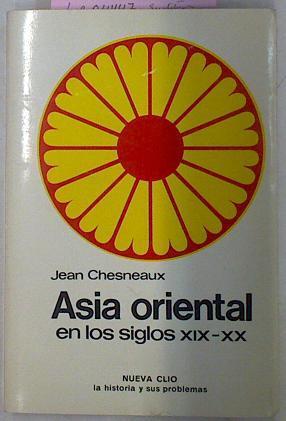 Jean Chesneaux
Asia oriental
en los siglos XIX-XX
NUEVA CLIO
la historia y sus problemas